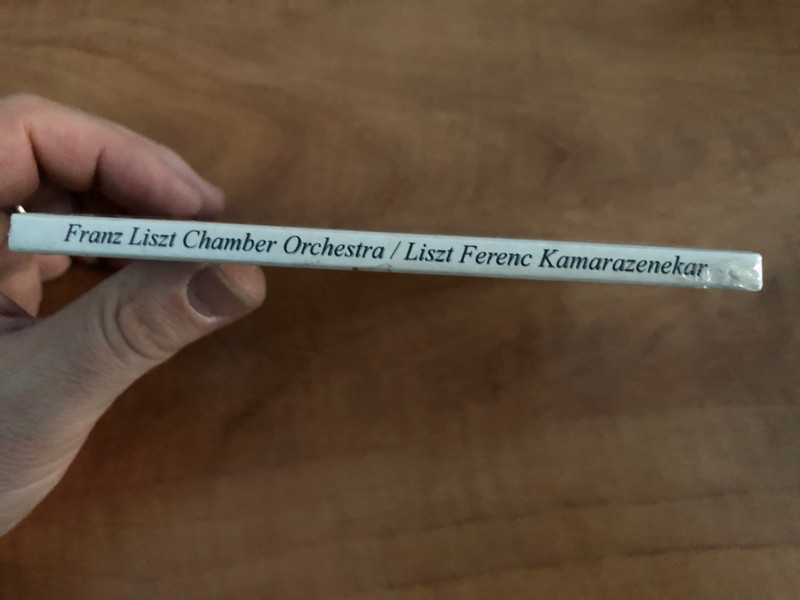 Franz Liszt Chamber Orchestra / Liszt Ferenc Kamarazenekar